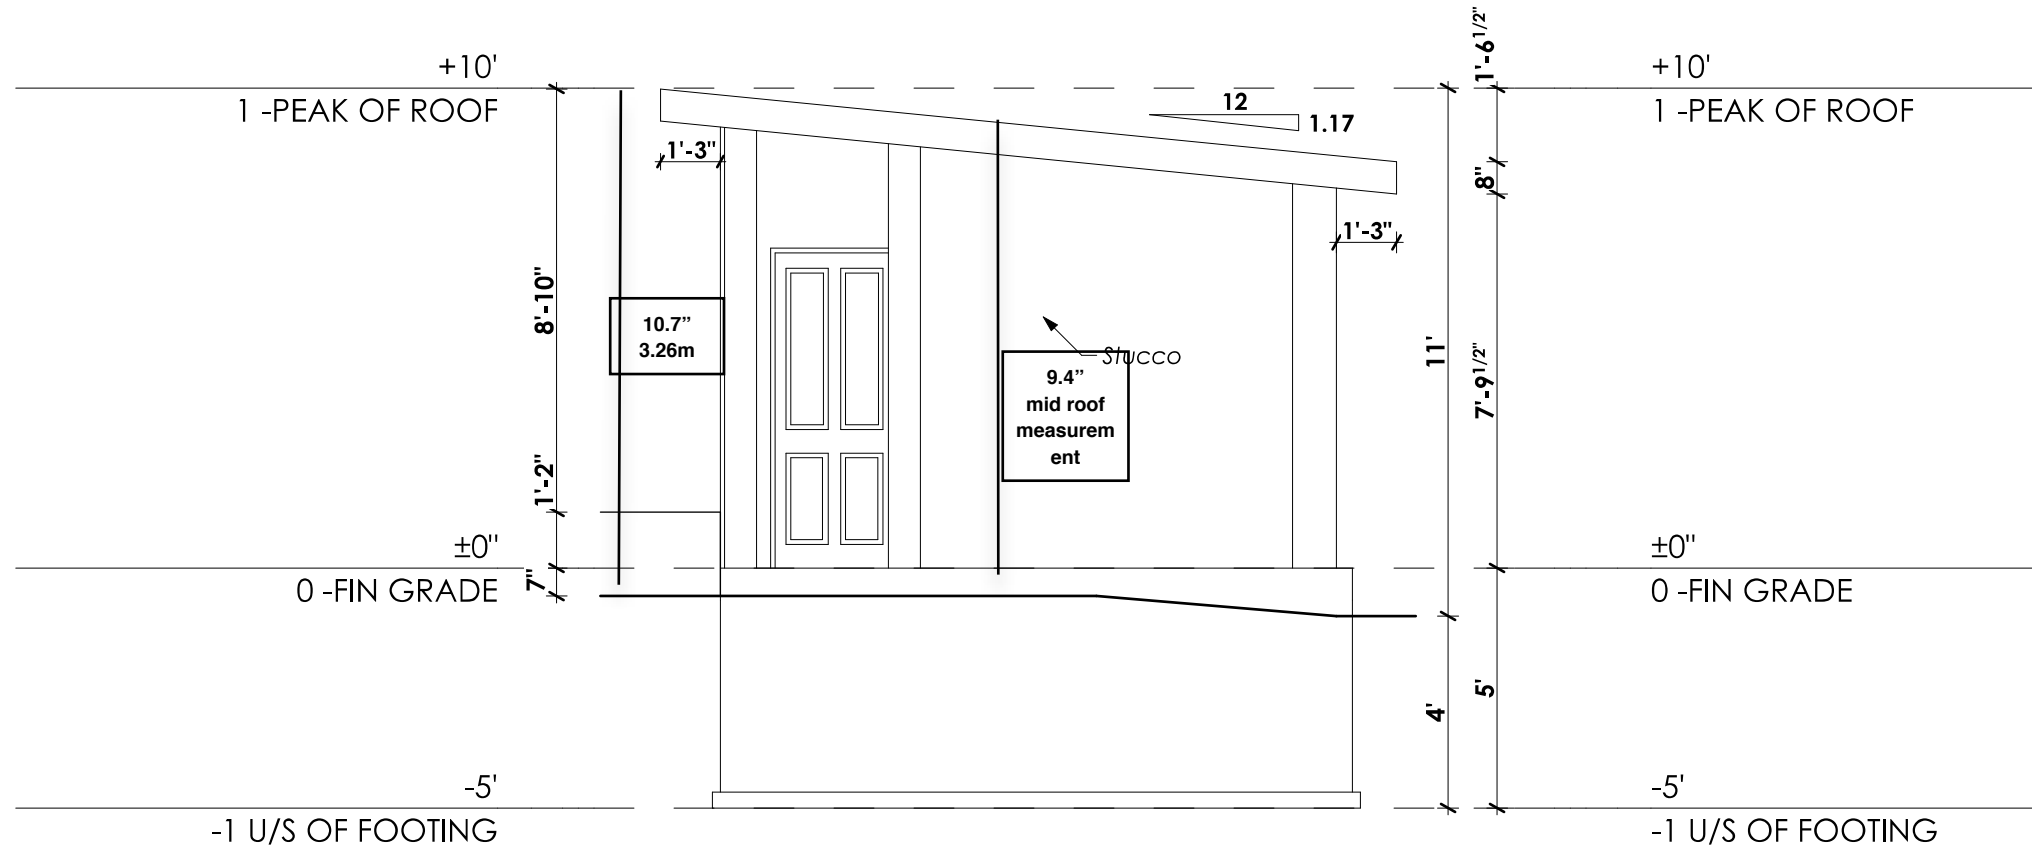 +10'
1 -PEAK OF ROOF
1'-3"
8'-10"
10.7”
3.26m
1'-2"
±0"
0 -FIN GRADE
7"
-5'
-1 U/S OF FOOTING
12
1.17
Stucco
9.4”
mid roof
measurem
ent
1'-3"
11'
4'
1'-6 1/2"
8"
7'-9 1/2"
5'
+10'
1 -PEAK OF ROOF
±0"
0 -FIN GRADE
-5'
-1 U/S OF FOOTING